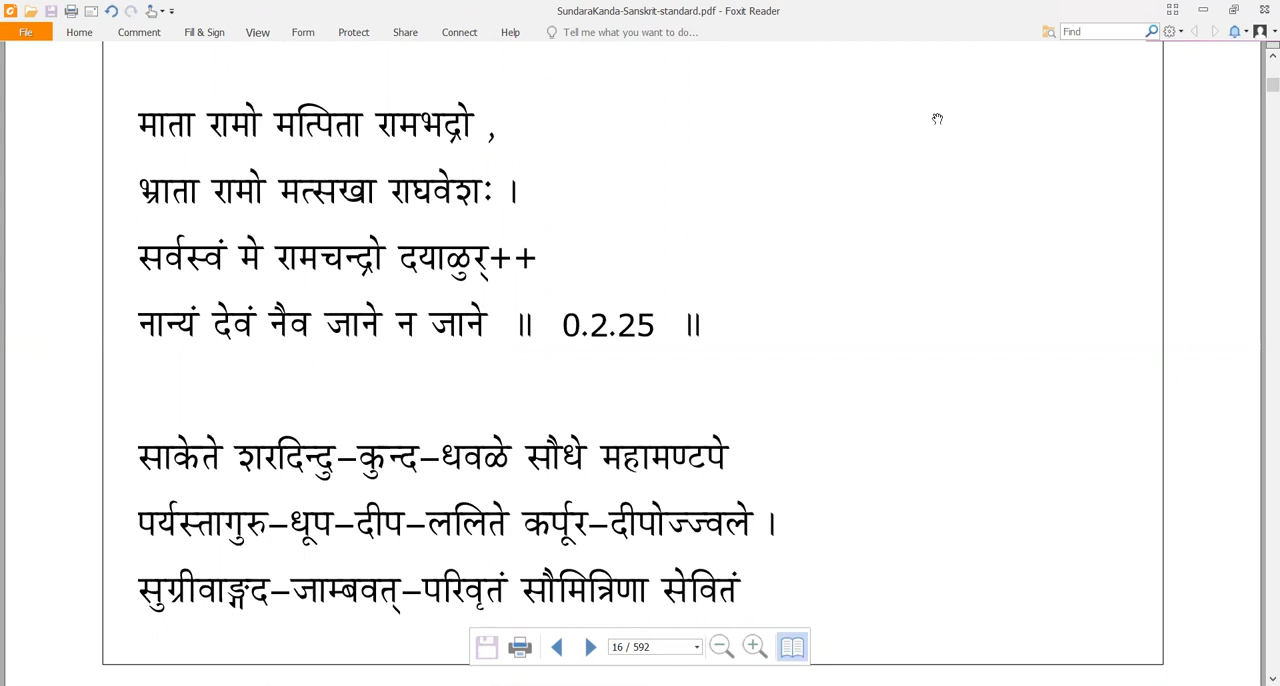 SundaraKanda-Sanskrit-standard.pdf - Foxit Reader
File Home Comment Fill & Sign View Form Protect Share Connect Help Tell me what you want to do... Find
माता रामो मत्पिता रामभद्रो ,
भ्राता रामो मत्सखा राघवेशः ।
सर्वस्वं मे रामचन्द्रो दयाळुर्++
नान्यं देवं नैव जाने न जाने ॥ 0.2.25 ॥
साकेते शरदिन्दु–कुन्द–धवळे सौधे महामण्टपे
पर्यस्तागुरु–धूप–दीप–ललिते कर्पूर–दीपोज्ज्वले ।
सुग्रीवाङ्गद–जाम्बवत्–परिवृतं सौमित्रिणा सेवितं
16 / 592